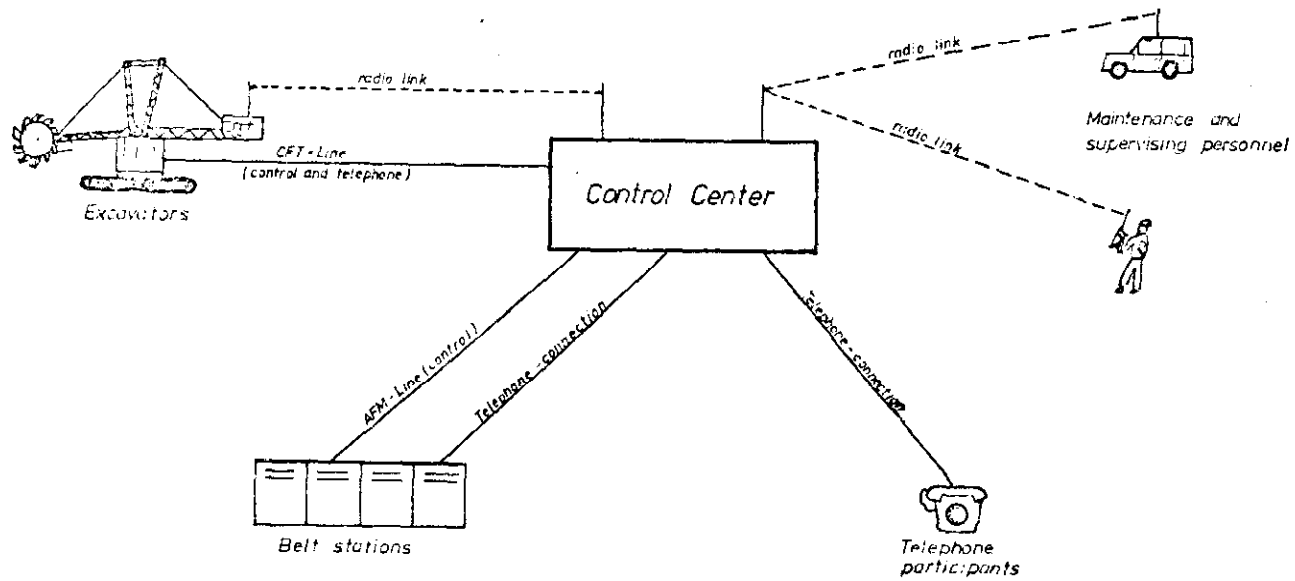 radio link
radio link
radio link
Maintenance and
supervising personnel
CFT-Line
(control and telephone)
Control Center
Excavators
AFM-Line (control)
Telephone-connection
Telephone-connection
Belt stations
Telephone
participants